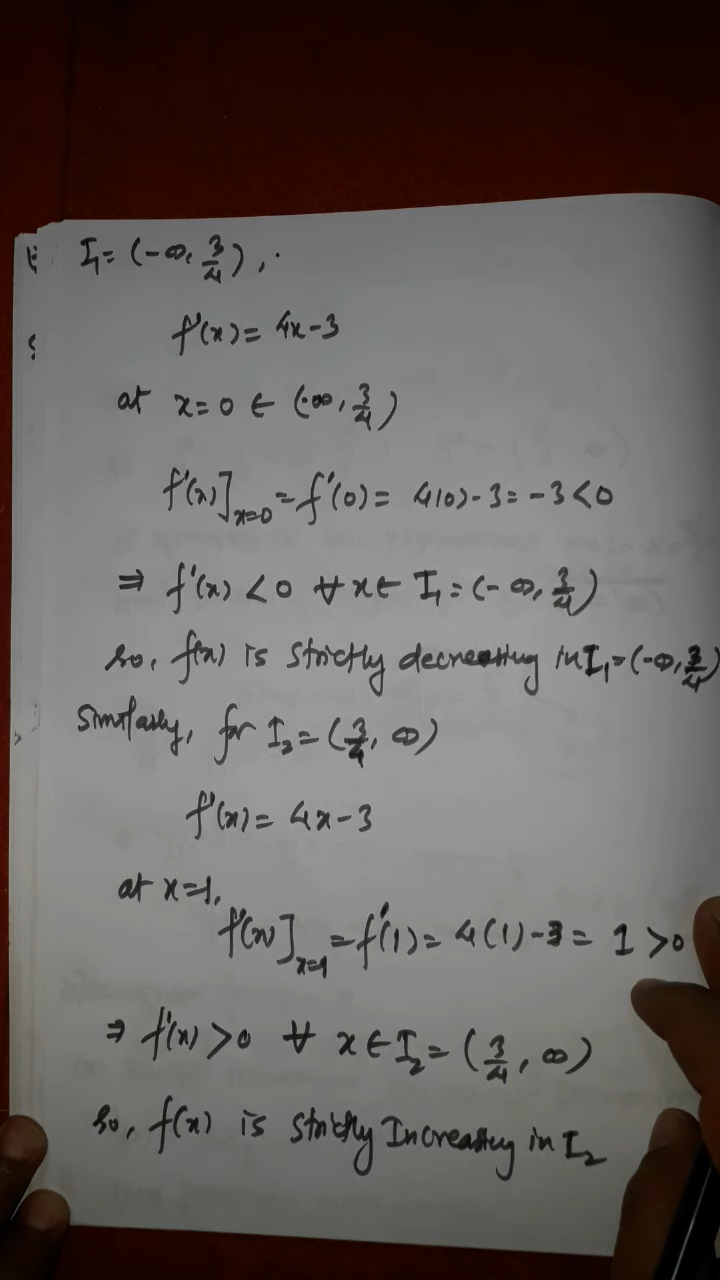 I₁ = (-∞, 3/4),
f'(x) = 4x-3
at x=0 ∈ (-∞, 3/4)
f'(x)]ₓ₌₀ = f'(0) = 4(0)-3 = -3<0
⇒ f'(x) <0 ∀ x ∈ I₁ = (-∞, 3/4)
so, f(x) is strictly decreasing in I₁ = (-∞, 3/4)
Similarly, for I₂ = (3/4, ∞)
f'(x) = 4x-3
at x=1,
f'(x)]ₓ₌₁ = f'(1) = 4(1)-3 = 1 >0
⇒ f'(x) >0 ∀ x ∈ I₂ = (3/4, ∞)
so, f(x) is strictly Increasing in I₂